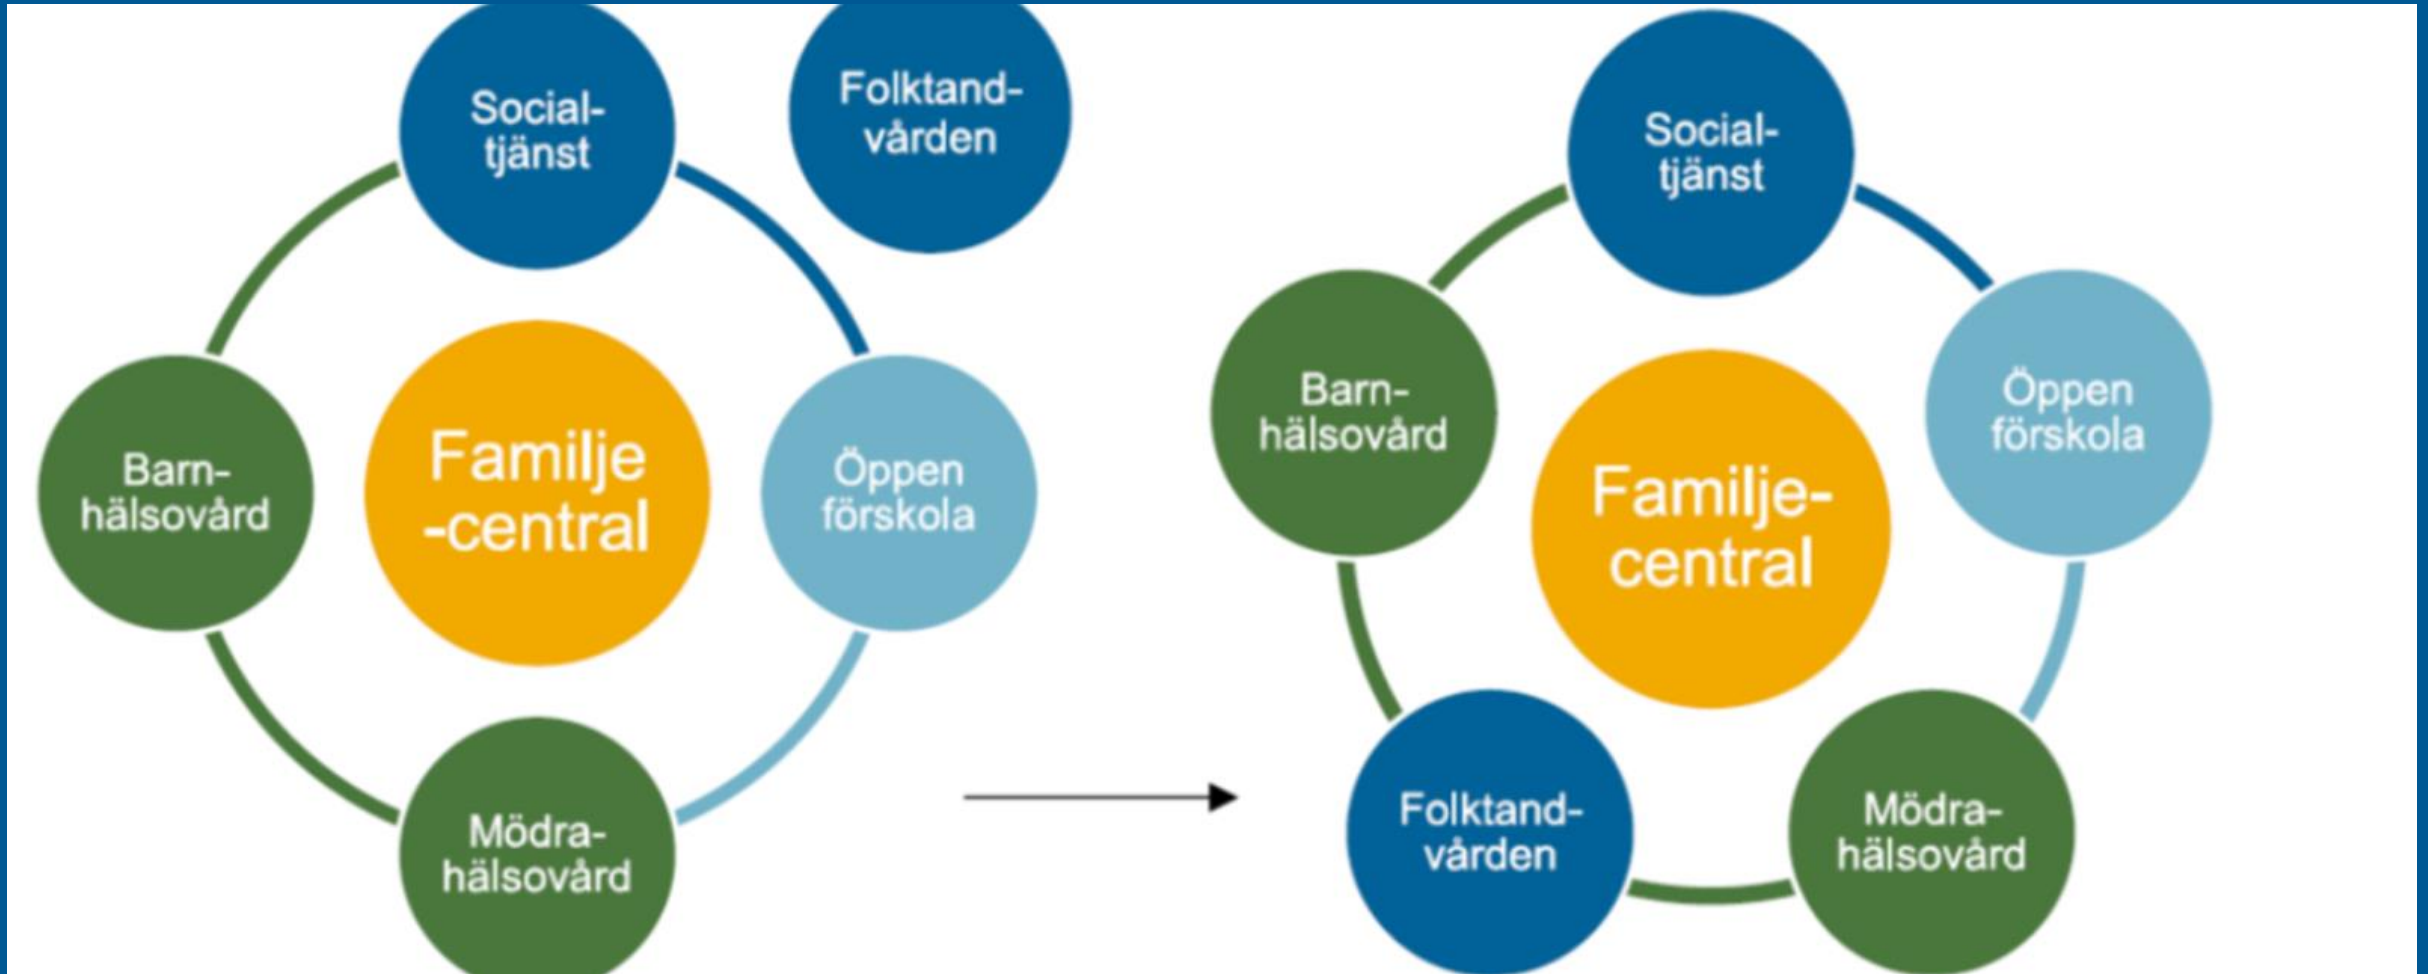 Social-
tjänst
Folktand-
vården
Barn-
hälsovård
Familje
-central
Öppen
förskola
Mödra-
hälsovård
Social-
tjänst
Barn-
hälsovård
Öppen
förskola
Familje-
central
Folktand-
vården
Mödra-
hälsovård